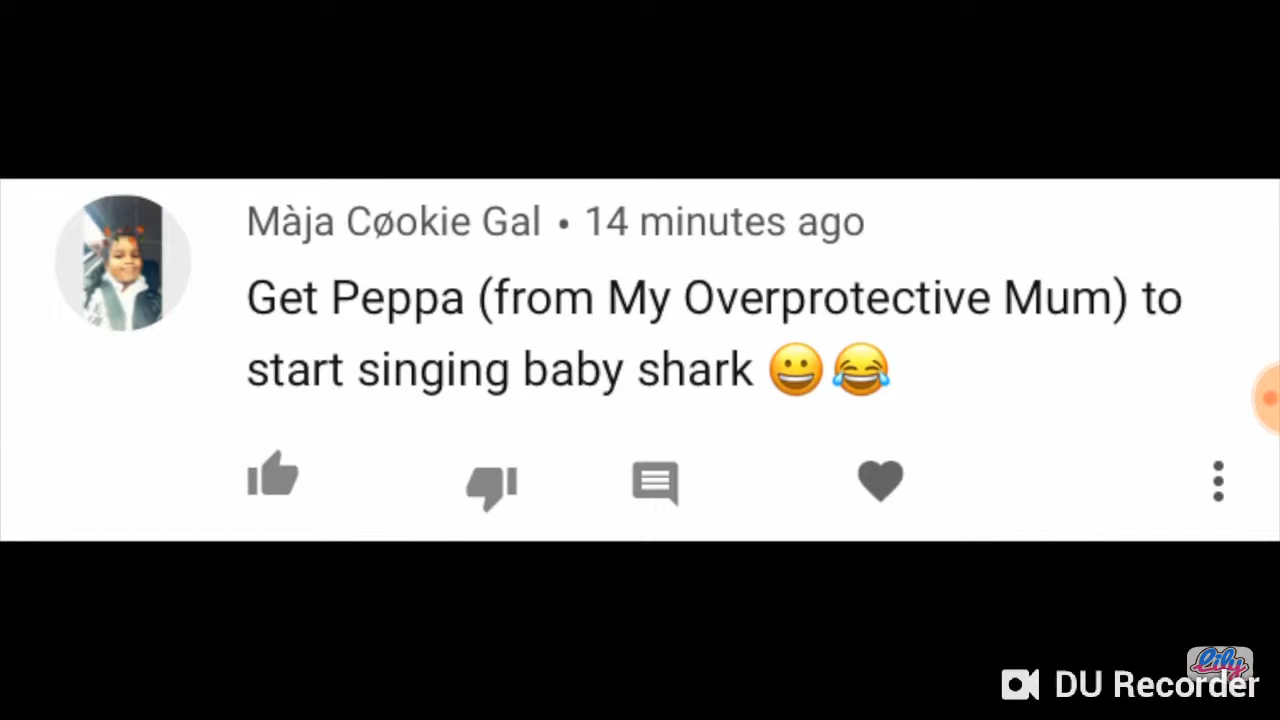 Màja Cøokie Gal • 14 minutes ago
Get Peppa (from My Overprotective Mum) to
start singing baby shark 😀😂
Lily
DU Recorder